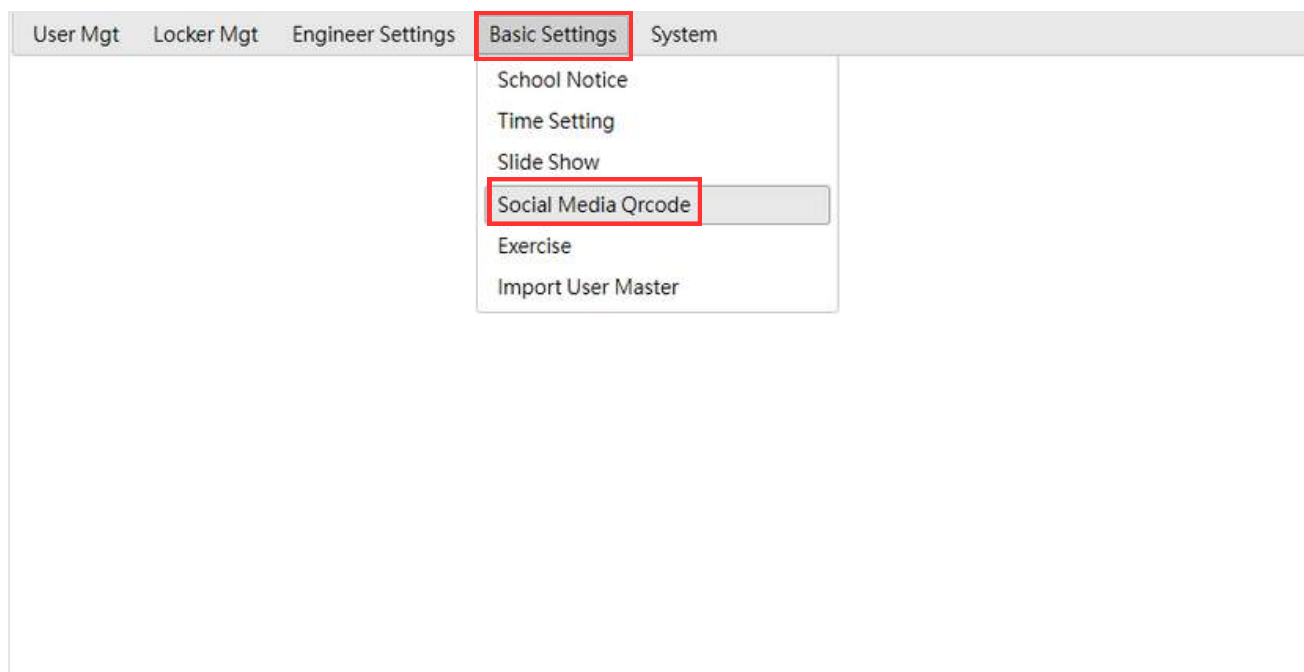 User Mgt Locker Mgt Engineer Settings Basic Settings System
School Notice
Time Setting
Slide Show
Social Media Qrcode
Exercise
Import User Master